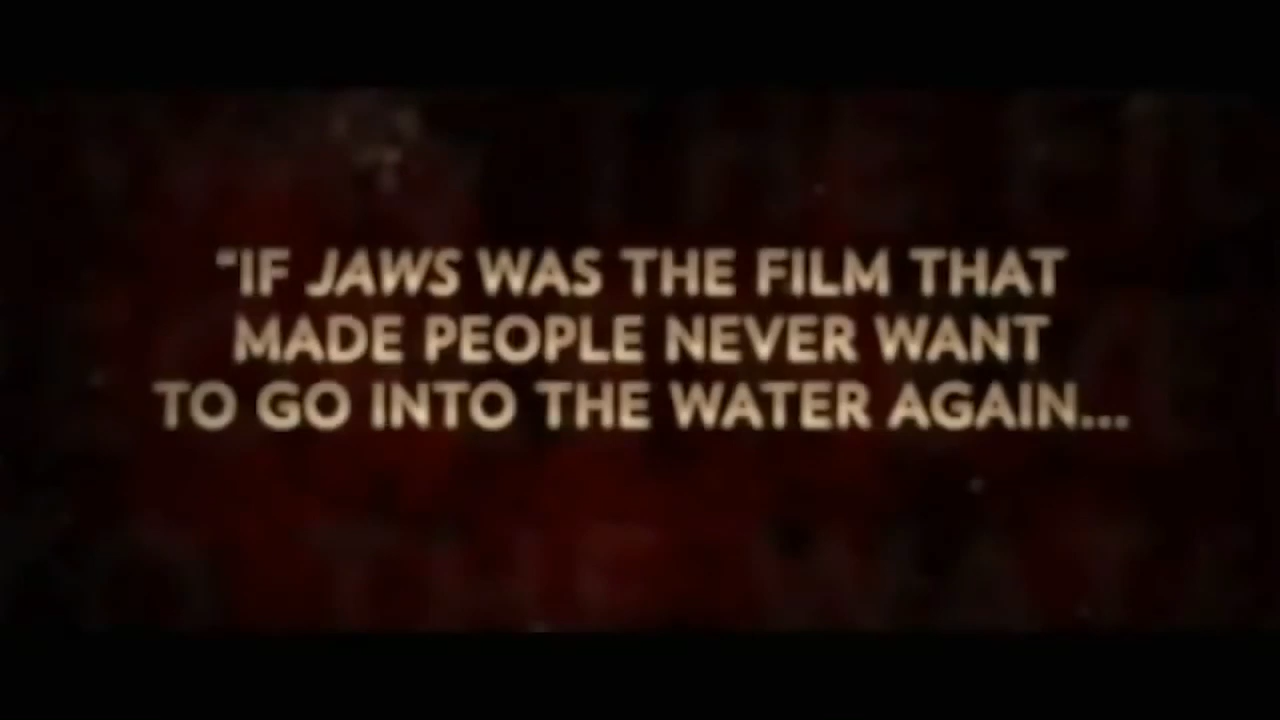 "IF JAWS WAS THE FILM THAT
MADE PEOPLE NEVER WANT
TO GO INTO THE WATER AGAIN...